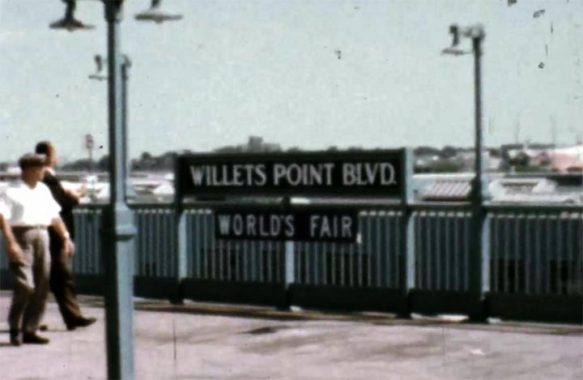 WILLETS POINT BLVD.
WORLD'S FAIR